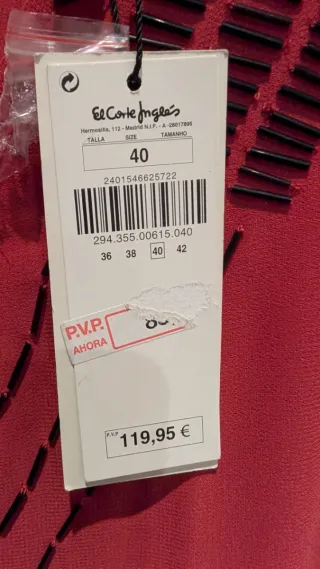 El Corte Inglés
Hermosilla, 112 - Madrid N.I.F. - A -28017895
TALLA SIZE TAMANHO
40
2401546625722
294.355.00615.040
36 38 40 42
P.V.P.
AHORA
P.V.P. 119,95 €